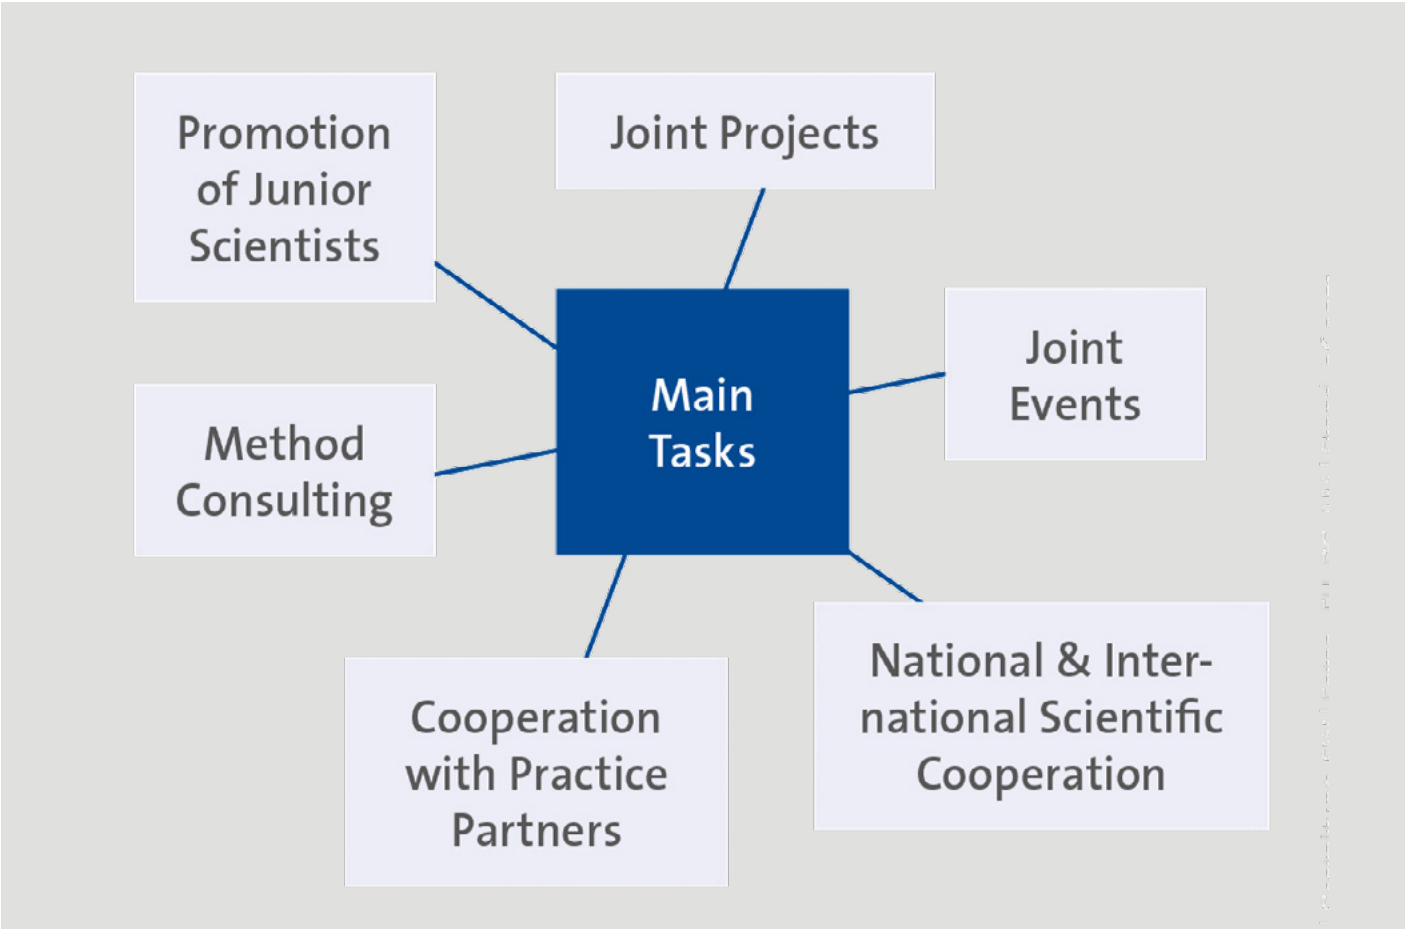 Promotion
of Junior
Scientists
Joint Projects
Joint
Events
Main
Tasks
Method
Consulting
National & Inter-
national Scientific
Cooperation
Cooperation
with Practice
Partners